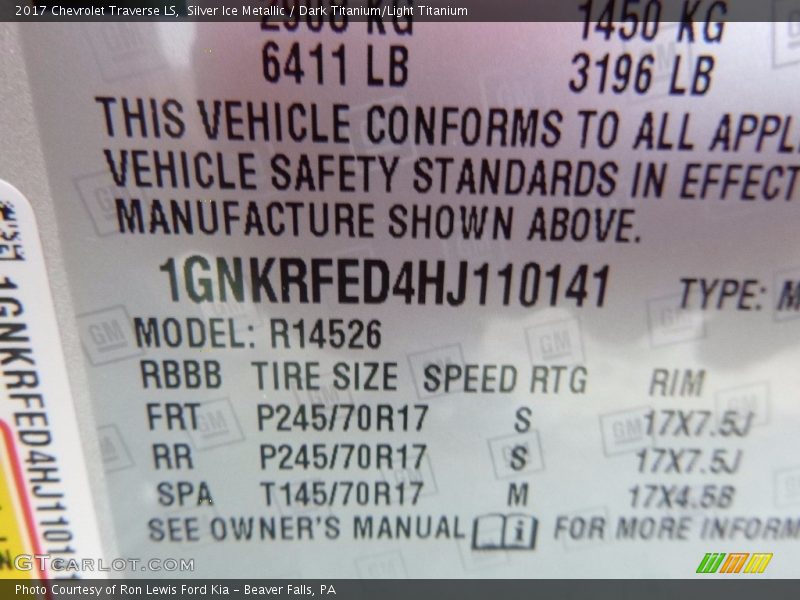 2017 Chevrolet Traverse LS, Silver Ice Metallic / Dark Titanium/Light Titanium
KG 1450 KG
6411 LB 3196 LB
THIS VEHICLE CONFORMS TO ALL APPL
VEHICLE SAFETY STANDARDS IN EFFECT
MANUFACTURE SHOWN ABOVE.
1GNKRFED4HJ110141 TYPE: M
MODEL: R14526
RBBB TIRE SIZE SPEED RTG RIM
FRT P245/70R17 S 17X7.5J
RR P245/70R17 S 17X7.5J
SPA T145/70R17 M 17X4.5B
SEE OWNER'S MANUAL i FOR MORE INFORM
1GNKRFED4HJ1101
GTcarlot.com
Photo Courtesy of Ron Lewis Ford Kia - Beaver Falls, PA